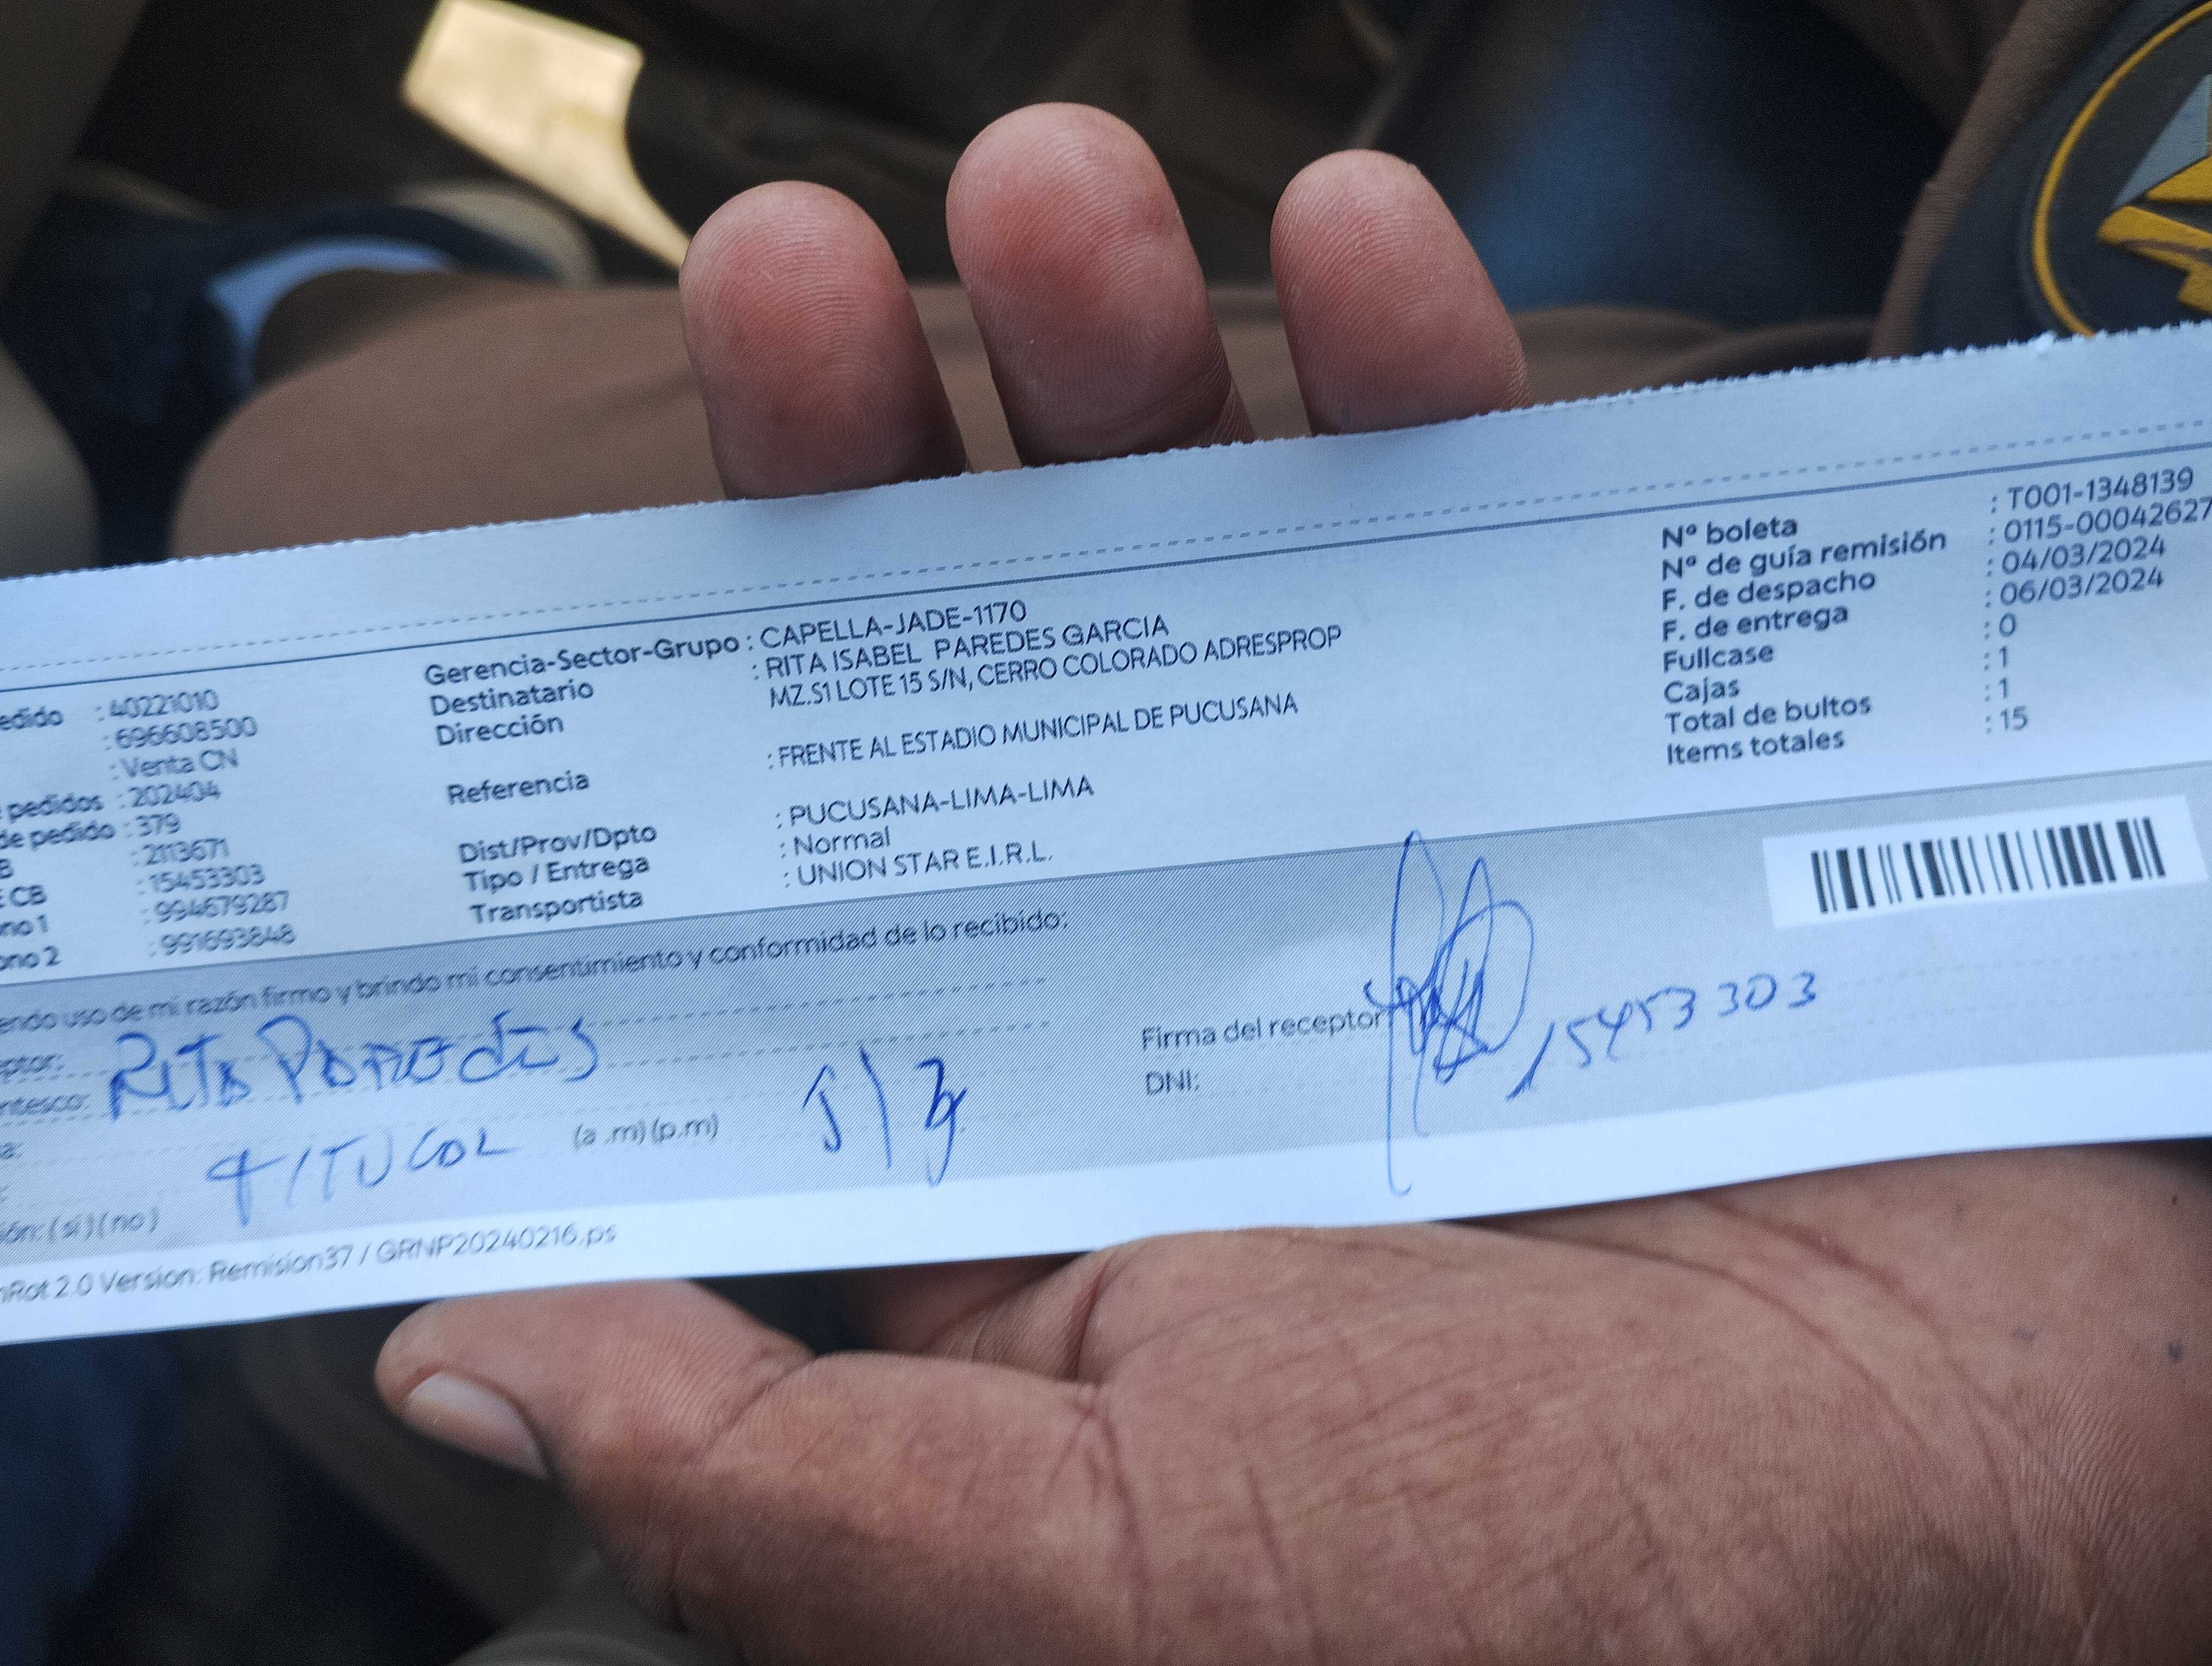 edido : 40221010
: 696608500
: Venta CN
pedidos : 202404
de pedido : 379
B : 2113671
CB : 15453303
no 1 : 994679287
ono 2 : 991693848
Gerencia-Sector-Grupo : CAPELLA-JADE-1170
Destinatario : RITA ISABEL PAREDES GARCIA
Dirección MZ.S1 LOTE 15 S/N, CERRO COLORADO ADRESPROP
Referencia : FRENTE AL ESTADIO MUNICIPAL DE PUCUSANA
Dist/Prov/Dpto : PUCUSANA-LIMA-LIMA
Tipo / Entrega : Normal
Transportista : UNION STAR E.I.R.L.
Nº boleta : T001-1348139
Nº de guía remisión : 0115-00042627
F. de despacho : 04/03/2024
F. de entrega : 06/03/2024
Fullcase : 0
Cajas : 1
Total de bultos : 1
Items totales : 15
endo uso de mi razón firmo y brindo mi consentimiento y conformidad de lo recibido:
ptor: Rita Paredes
ntesco: TITUCOL
(a .m) (p.m)
Firma del receptor
DNI: 15453303
ión: (si) (no)
Rot 2.0 Version: Remision37 / GRNP20240216.ps